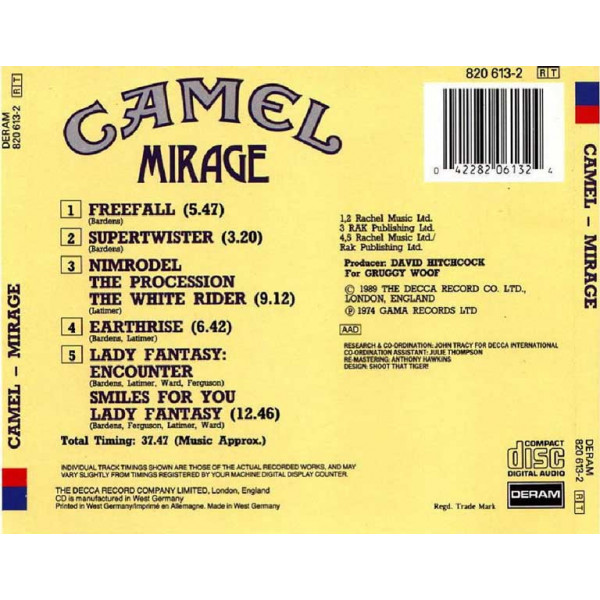 DERAM
820 613-2 RT
CAMEL – MIRAGE
820 613-2 RT
CAMEL
MIRAGE
0 42282 06132 4
1 FREEFALL (5.47)
(Bardens)
2 SUPERTWISTER (3.20)
(Bardens)
3 NIMRODEL
THE PROCESSION
THE WHITE RIDER (9.12)
(Latimer)
4 EARTHRISE (6.42)
(Bardens, Latimer)
5 LADY FANTASY:
ENCOUNTER
(Bardens, Latimer, Ward, Ferguson)
SMILES FOR YOU
LADY FANTASY (12.46)
(Bardens, Ferguson, Latimer, Ward)
Total Timing: 37.47 (Music Approx.)
1,2 Rachel Music Ltd.
3 RAK Publishing Ltd.
4,5 Rachel Music Ltd./
Rak Publishing Ltd.
Producer: DAVID HITCHCOCK
For GRUGGY WOOF
© 1989 THE DECCA RECORD CO. LTD.,
LONDON, ENGLAND
℗ 1974 GAMA RECORDS LTD
AAD
RESEARCH & CO-ORDINATION: JOHN TRACY FOR DECCA INTERNATIONAL
CO-ORDINATION ASSISTANT: JULIE THOMPSON
RE-MASTERING: ANTHONY HAWKINS
DESIGN: SHOOT THAT TIGER!
INDIVIDUAL TRACK TIMINGS SHOWN ARE THOSE OF THE ACTUAL RECORDED WORKS, AND MAY
VARY SLIGHTLY FROM TIMINGS REGISTERED BY YOUR MACHINE DIGITAL DISPLAY COUNTER.
THE DECCA RECORD COMPANY LIMITED, London, England
CD is manufactured in West Germany
Printed in West Germany/Imprimé en Allemagne. Made in West Germany
COMPACT
disc
DIGITAL AUDIO
DERAM
Regd. Trade Mark
CAMEL – MIRAGE
DERAM
820 613-2 RT